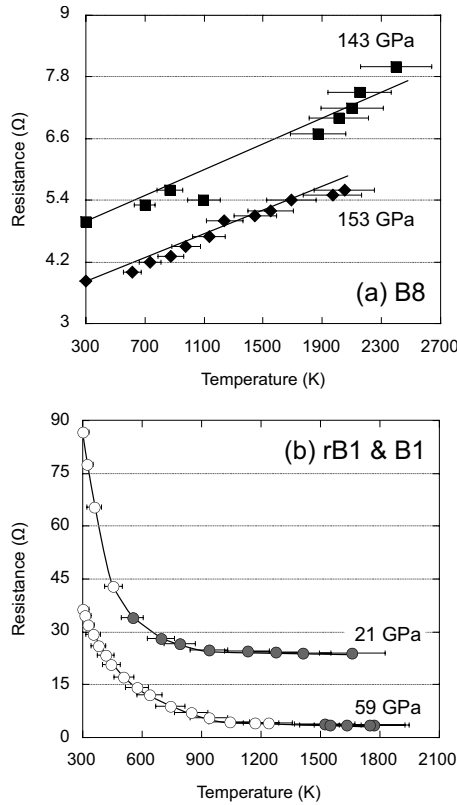 9
7.8
6.6
5.4
4.2
3
Resistance (Ω)
143 GPa
153 GPa
(a) B8
300 700 1100 1500 1900 2300 2700
Temperature (K)
90
75
60
45
30
15
0
Resistance (Ω)
(b) rB1 & B1
21 GPa
59 GPa
300 600 900 1200 1500 1800 2100
Temperature (K)